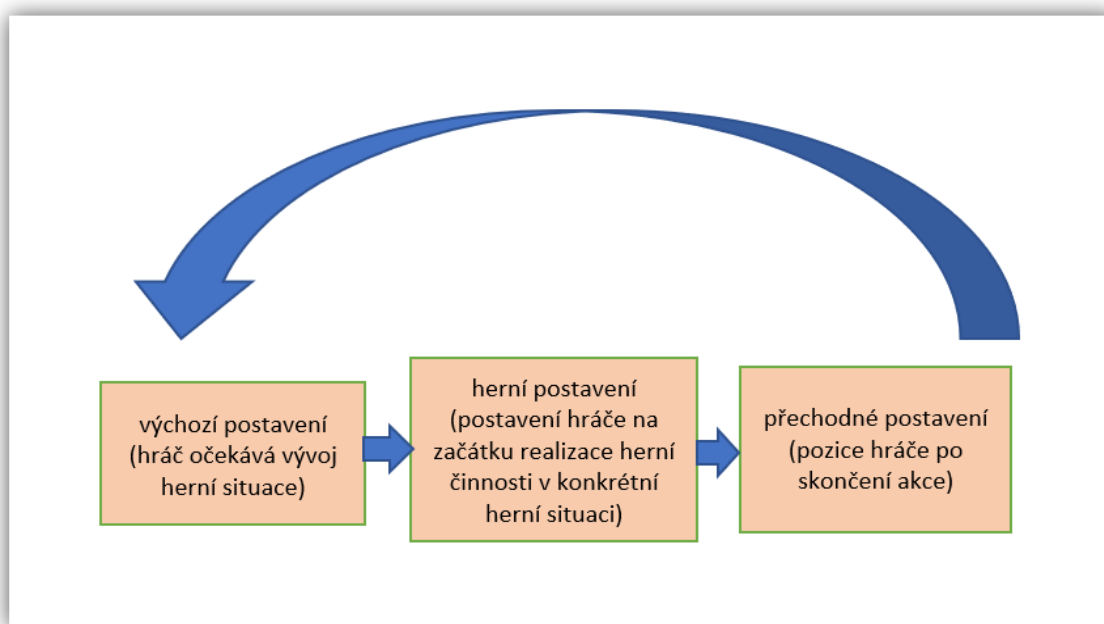 výchozí postavení
(hráč očekává vývoj
herní situace)
herní postavení
(postavení hráče na
začátku realizace herní
činnosti v konkrétní
herní situaci)
přechodné postavení
(pozice hráče po
skončení akce)